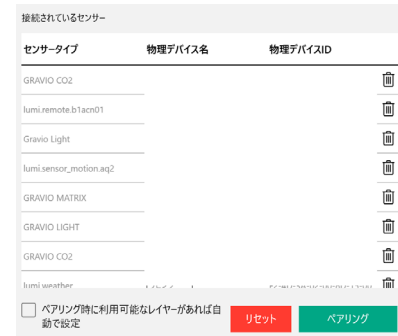 接続されているセンサー
センサータイプ 物理デバイス名 物理デバイスID
GRAVIO CO2
lumi.remote.b1acn01
Gravio Light
lumi.sensor_motion.aq2
GRAVIO MATRIX
GRAVIO LIGHT
GRAVIO CO2
lumi.weather
ペアリング時に利用可能なレイヤーがあれば自
動で設定
リセット ペアリング